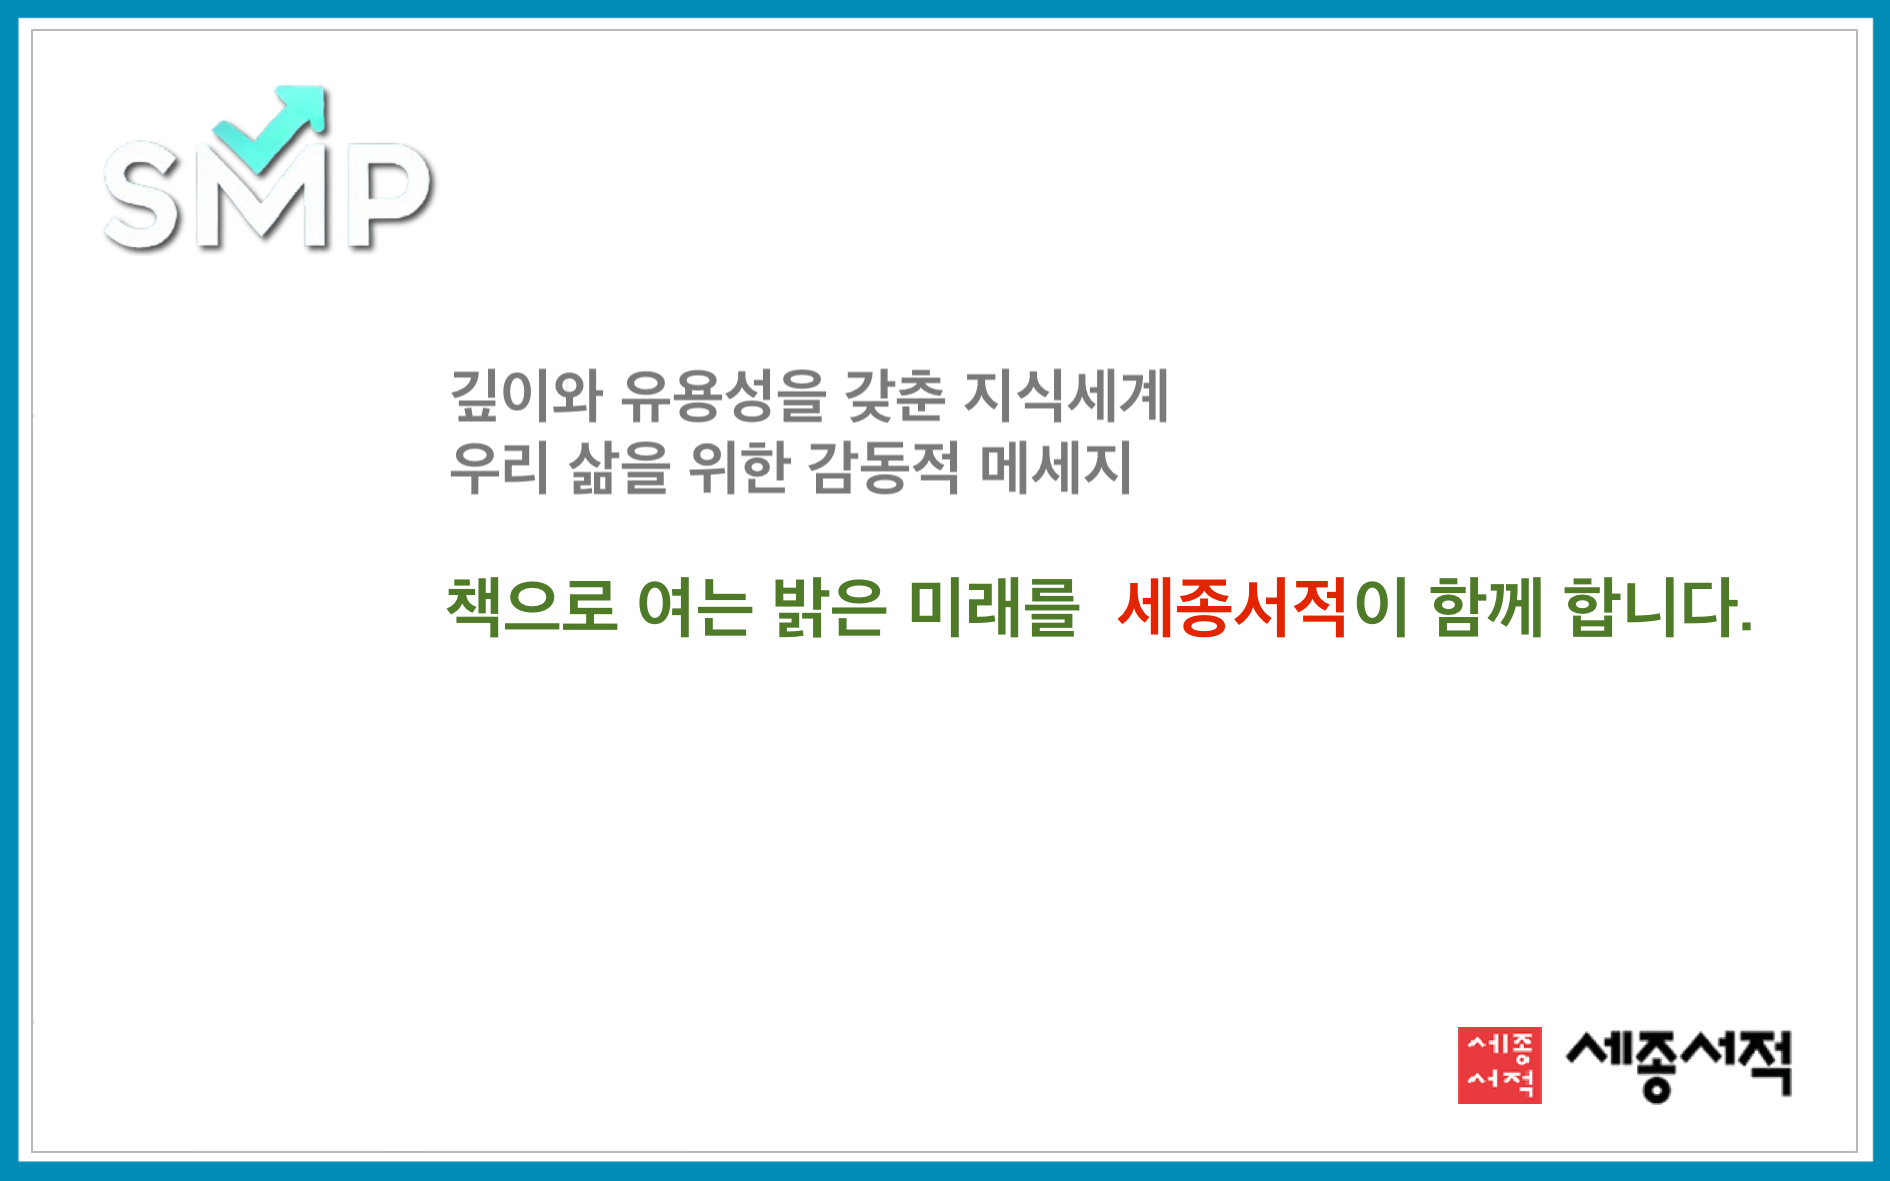 SMP
깊이와 유용성을 갖춘 지식세계
우리 삶을 위한 감동적 메세지
책으로 여는 밝은 미래를 세종서적이 함께 합니다.
세종
서적
세종서적